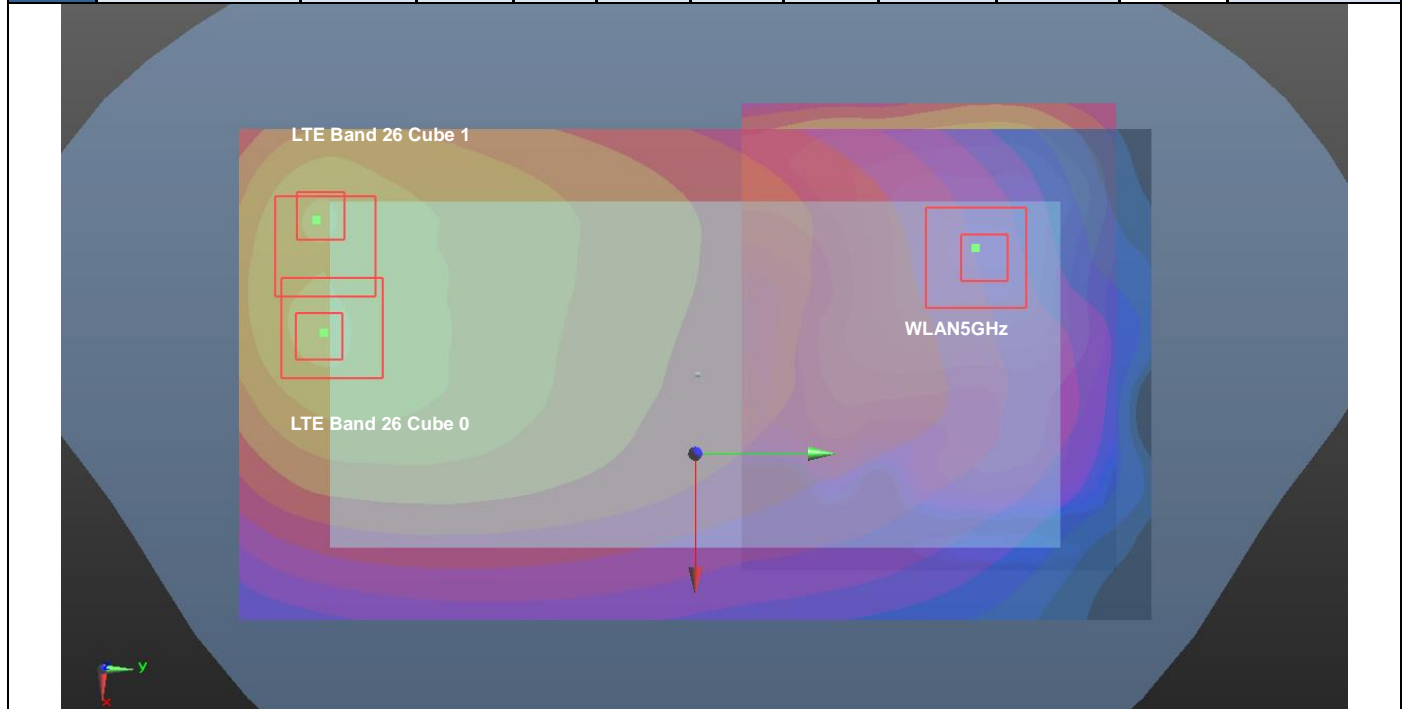 LTE Band 26 Cube 1
WLAN5GHz
LTE Band 26 Cube 0
y
x